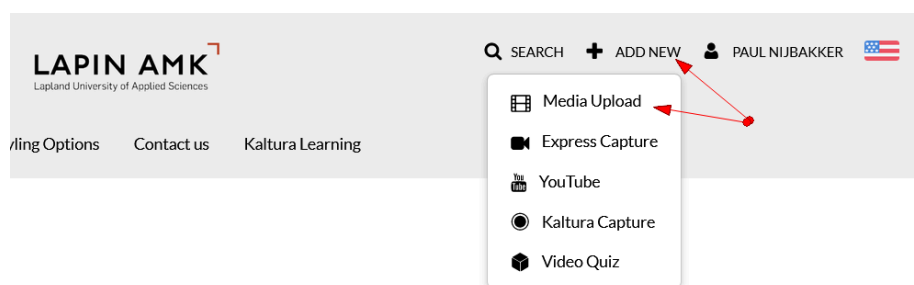 LAPIN AMK
Lapland University of Applied Sciences
SEARCH ADD NEW PAUL NIJBAKKER
Media Upload
Express Capture
YouTube
Kaltura Capture
Video Quiz
yling Options Contact us Kaltura Learning